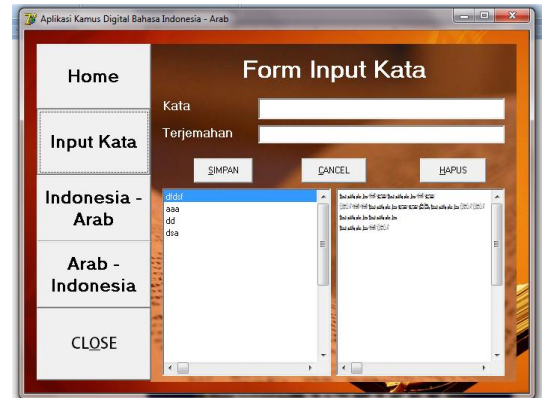 Aplikasi Kamus Digital Bahasa Indonesia - Arab
Home
Input Kata
Indonesia -
Arab
Arab -
Indonesia
CLOSE
Form Input Kata
Kata
Terjemahan
SIMPAN CANCEL HAPUS
dfdsf
aaa
dd
dsa